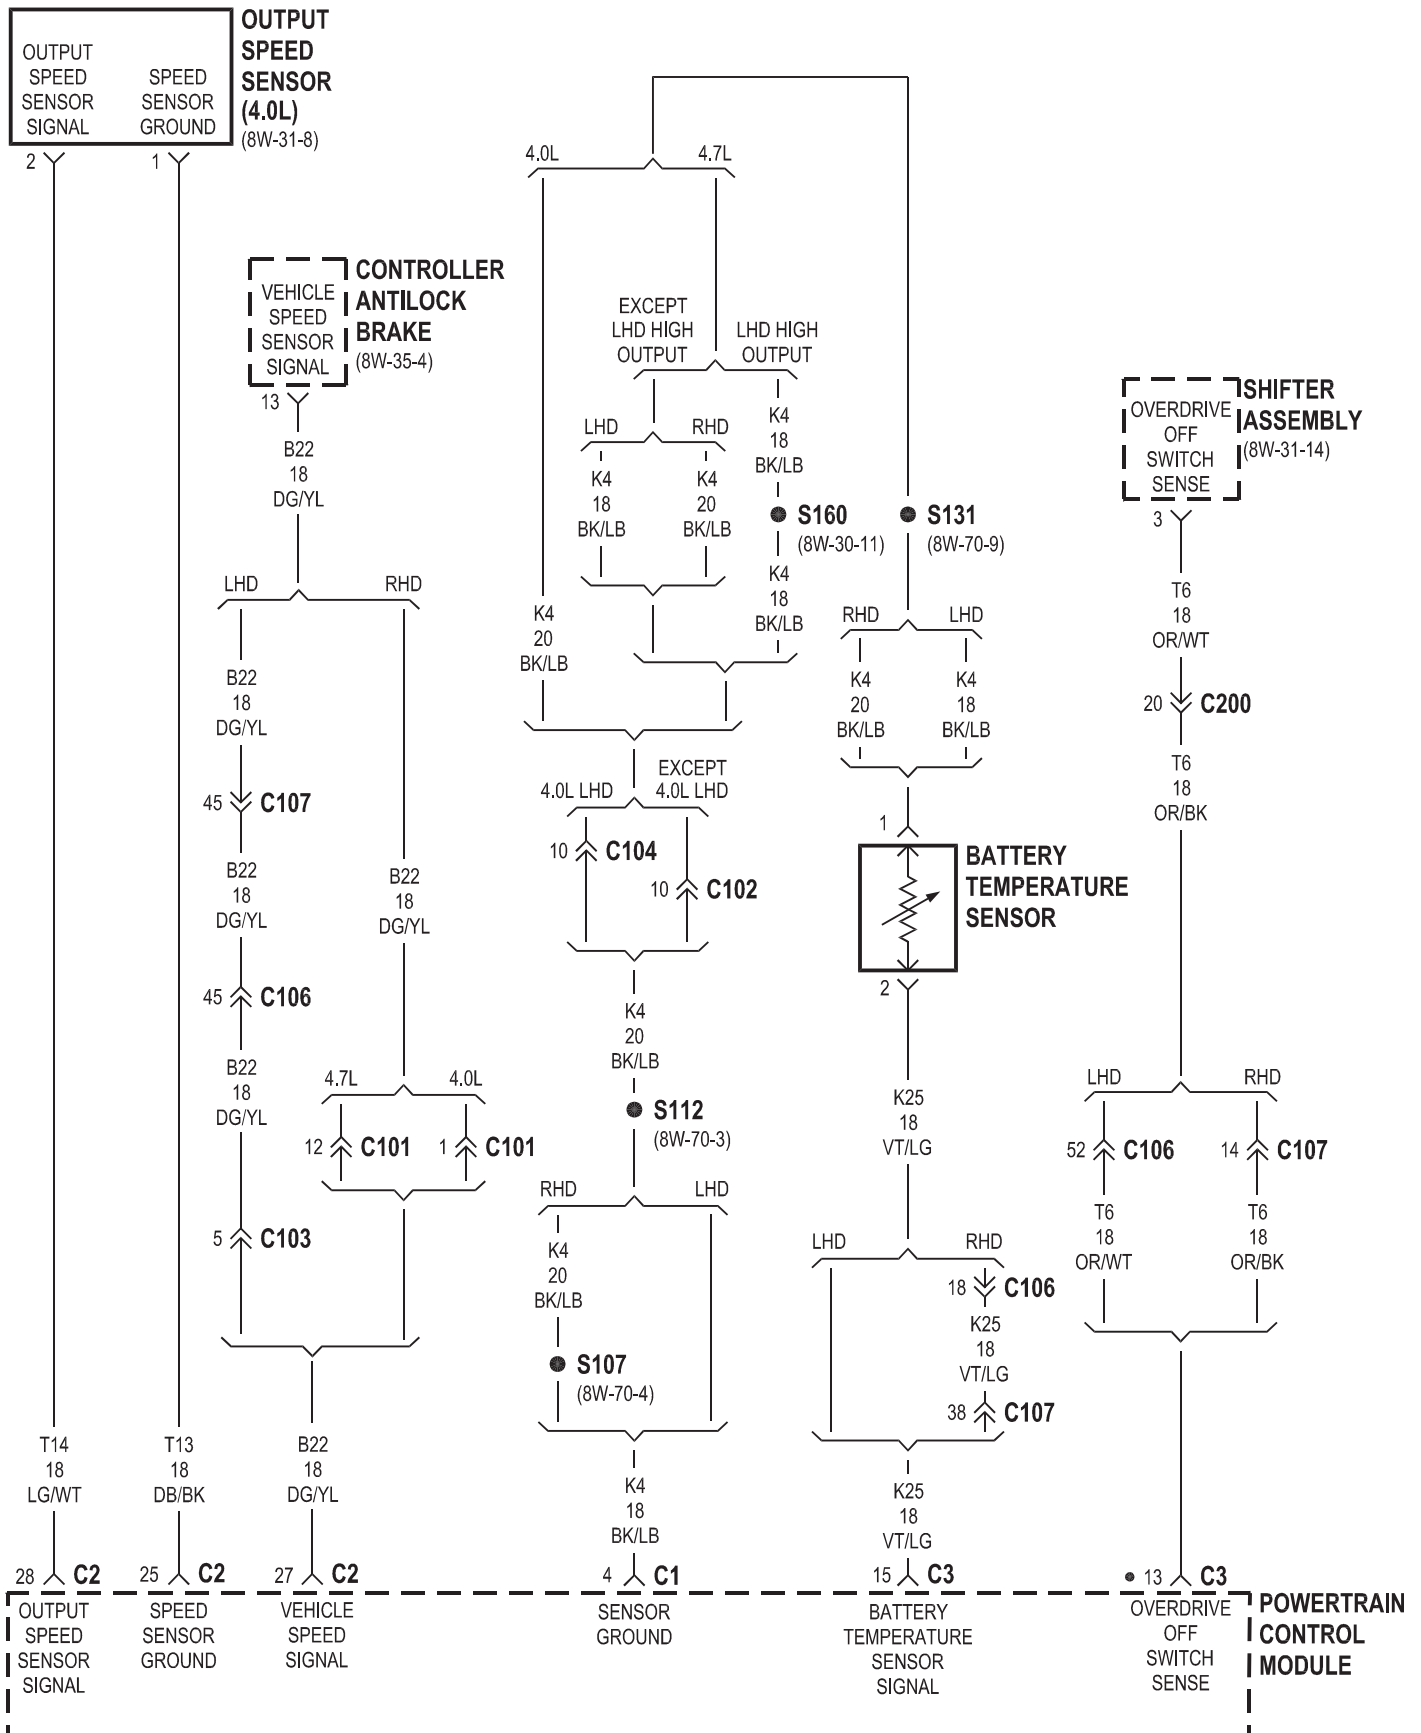 OUTPUT
SPEED
SENSOR
(4.0L)
(8W-31-8)
OUTPUT
SPEED
SENSOR
SIGNAL
SPEED
SENSOR
GROUND
2
1
4.0L
4.7L
CONTROLLER
ANTILOCK
BRAKE
(8W-35-4)
VEHICLE
SPEED
SENSOR
SIGNAL
13
B22
18
DG/YL
EXCEPT
LHD HIGH
OUTPUT
LHD HIGH
OUTPUT
K4
18
BK/LB
LHD
RHD
K4
18
BK/LB
K4
20
BK/LB
S160
(8W-30-11)
S131
(8W-70-9)
K4
18
BK/LB
SHIFTER
ASSEMBLY
(8W-31-14)
OVERDRIVE
OFF
SWITCH
SENSE
3
T6
18
OR/WT
20
C200
T6
18
OR/BK
LHD
RHD
K4
20
BK/LB
RHD
LHD
K4
20
BK/LB
K4
18
BK/LB
B22
18
DG/YL
45
C107
B22
18
DG/YL
B22
18
DG/YL
45
C106
B22
18
DG/YL
EXCEPT
4.0L LHD
4.0L LHD
10
C104
10
C102
1
BATTERY
TEMPERATURE
SENSOR
2
K4
20
BK/LB
S112
(8W-70-3)
4.7L
4.0L
12
C101
1
C101
5
C103
K25
18
VT/LG
LHD
RHD
52
C106
14
C107
T6
18
OR/WT
T6
18
OR/BK
RHD
LHD
K4
20
BK/LB
S107
(8W-70-4)
LHD
RHD
18
C106
K25
18
VT/LG
38
C107
T14
18
LG/WT
T13
18
DB/BK
B22
18
DG/YL
K4
18
BK/LB
K25
18
VT/LG
28
C2
25
C2
27
C2
4
C1
15
C3
13
C3
OUTPUT
SPEED
SENSOR
SIGNAL
SPEED
SENSOR
GROUND
VEHICLE
SPEED
SIGNAL
SENSOR
GROUND
BATTERY
TEMPERATURE
SENSOR
SIGNAL
OVERDRIVE
OFF
SWITCH
SENSE
POWERTRAIN
CONTROL
MODULE